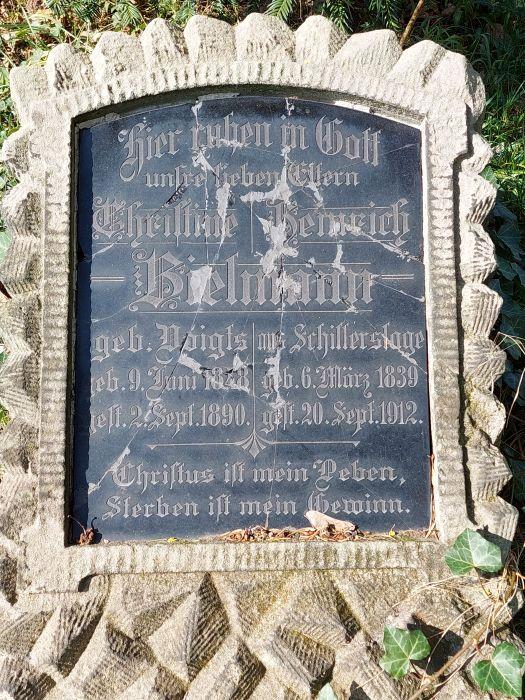 Hier ruhen in Gott
unsre lieben Eltern
Christine Heinrich
Bielmann
geb. Voigts aus Schillerslage
geb. 9. Juni geb. 6. März 1839
gest. 2. Sept. 1890. gest. 20. Sept. 1912.
Christus ist mein Leben,
Sterben ist mein Gewinn.